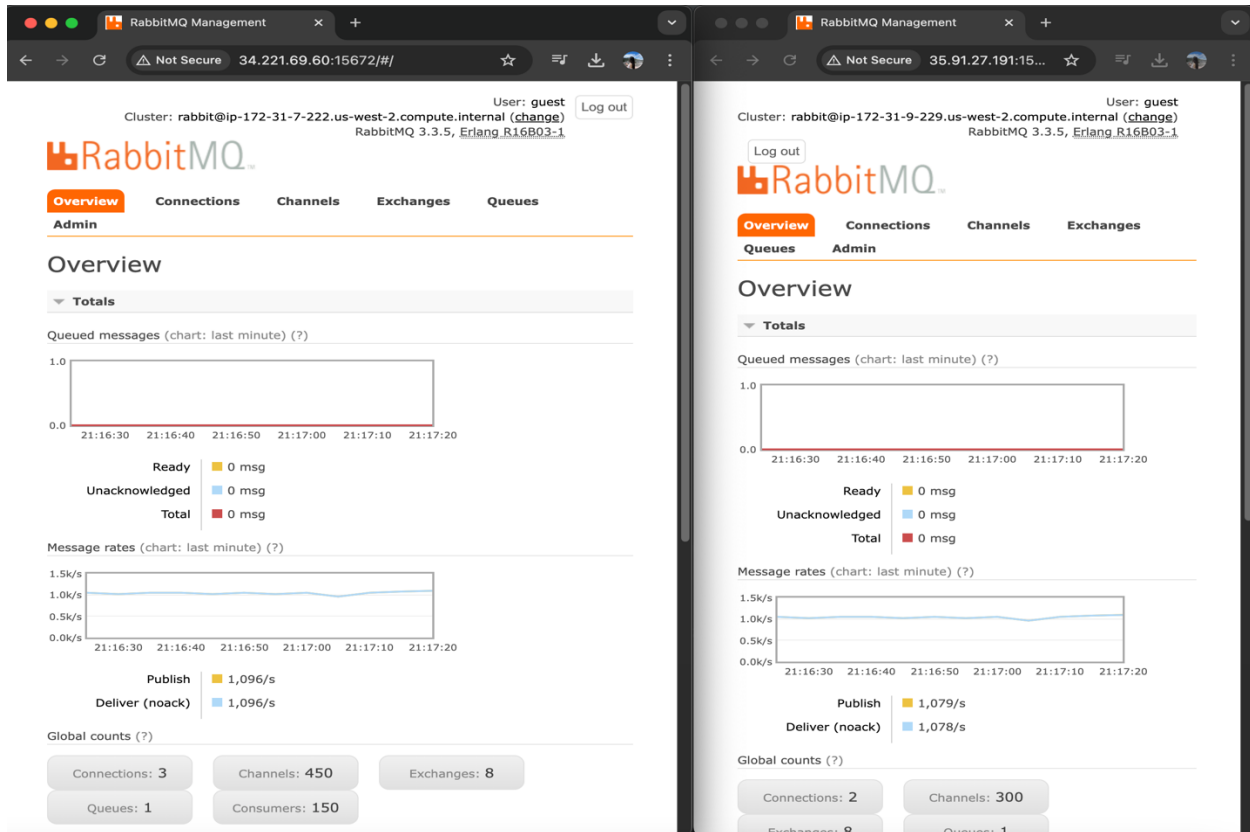 RabbitMQ Management
Not Secure 34.221.69.60:15672/#/
User: guest
Log out
Cluster: rabbit@ip-172-31-7-222.us-west-2.compute.internal (change)
RabbitMQ 3.3.5, Erlang R16B03-1
RabbitMQ
Overview Connections Channels Exchanges Queues
Admin
Overview
Totals
Queued messages (chart: last minute) (?)
1.0
0.0
21:16:30 21:16:40 21:16:50 21:17:00 21:17:10 21:17:20
Ready 0 msg
Unacknowledged 0 msg
Total 0 msg
Message rates (chart: last minute) (?)
1.5k/s
1.0k/s
0.5k/s
0.0k/s
21:16:30 21:16:40 21:16:50 21:17:00 21:17:10 21:17:20
Publish 1,096/s
Deliver (noack) 1,096/s
Global counts (?)
Connections: 3 Channels: 450 Exchanges: 8
Queues: 1 Consumers: 150
RabbitMQ Management
Not Secure 35.91.27.191:15...
User: guest
Cluster: rabbit@ip-172-31-9-229.us-west-2.compute.internal (change)
RabbitMQ 3.3.5, Erlang R16B03-1
Log out
RabbitMQ
Overview Connections Channels Exchanges
Queues Admin
Overview
Totals
Queued messages (chart: last minute) (?)
1.0
0.0
21:16:30 21:16:40 21:16:50 21:17:00 21:17:10 21:17:20
Ready 0 msg
Unacknowledged 0 msg
Total 0 msg
Message rates (chart: last minute) (?)
1.5k/s
1.0k/s
0.5k/s
0.0k/s
21:16:30 21:16:40 21:16:50 21:17:00 21:17:10 21:17:20
Publish 1,079/s
Deliver (noack) 1,078/s
Global counts (?)
Connections: 2 Channels: 300
Exchanges: 8 Queues: 1